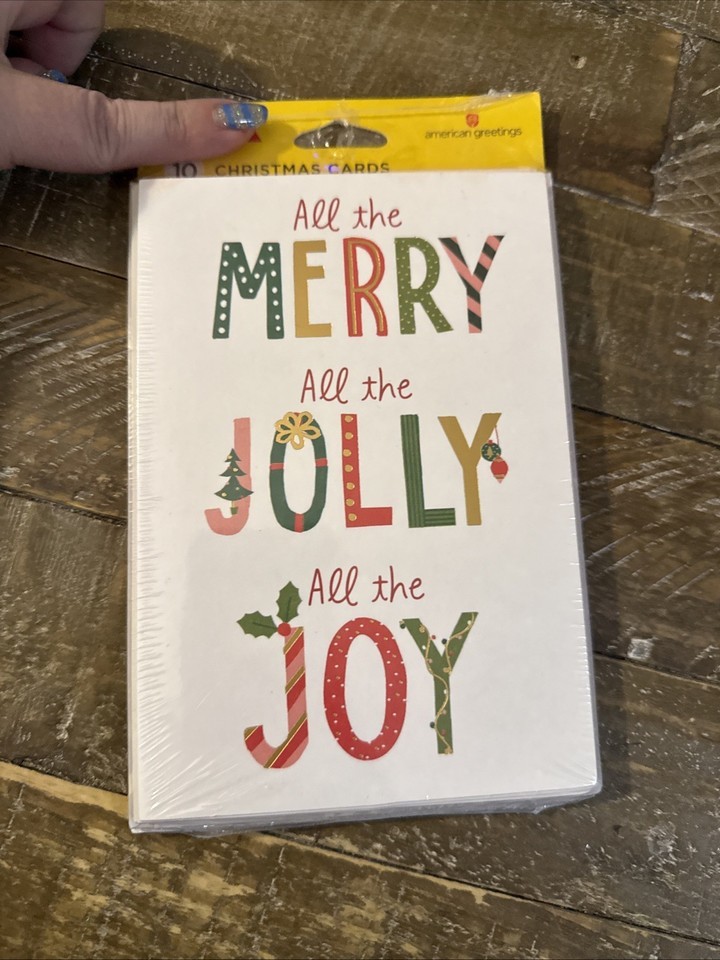 american greetings
10 CHRISTMAS CARDS
All the
MERRY
All the
JOLLY
All the
JOY